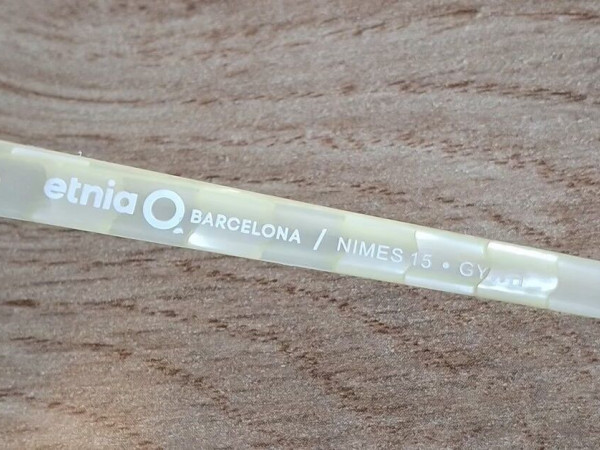 etnia BARCELONA / NIMES 15 •